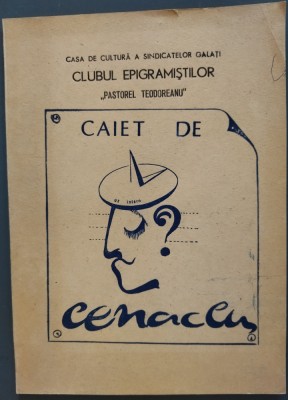 CASA DE CULTURĂ A SINDICATELOR GALAȚI
CLUBUL EPIGRAMIȘTILOR
„PASTOREL TEODOREANU"
CAIET DE
cenaclu